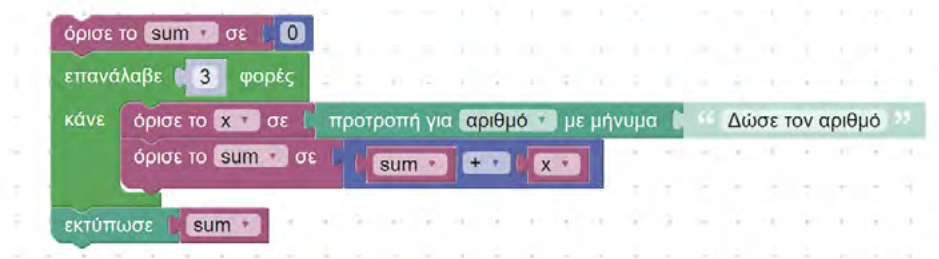 όρισε το sum σε 0
επανάλαβε 3 φορές
κάνε όρισε το x σε προτροπή για αριθμό με μήνυμα “ Δώσε τον αριθμό ”
όρισε το sum σε sum + x
εκτύπωσε sum